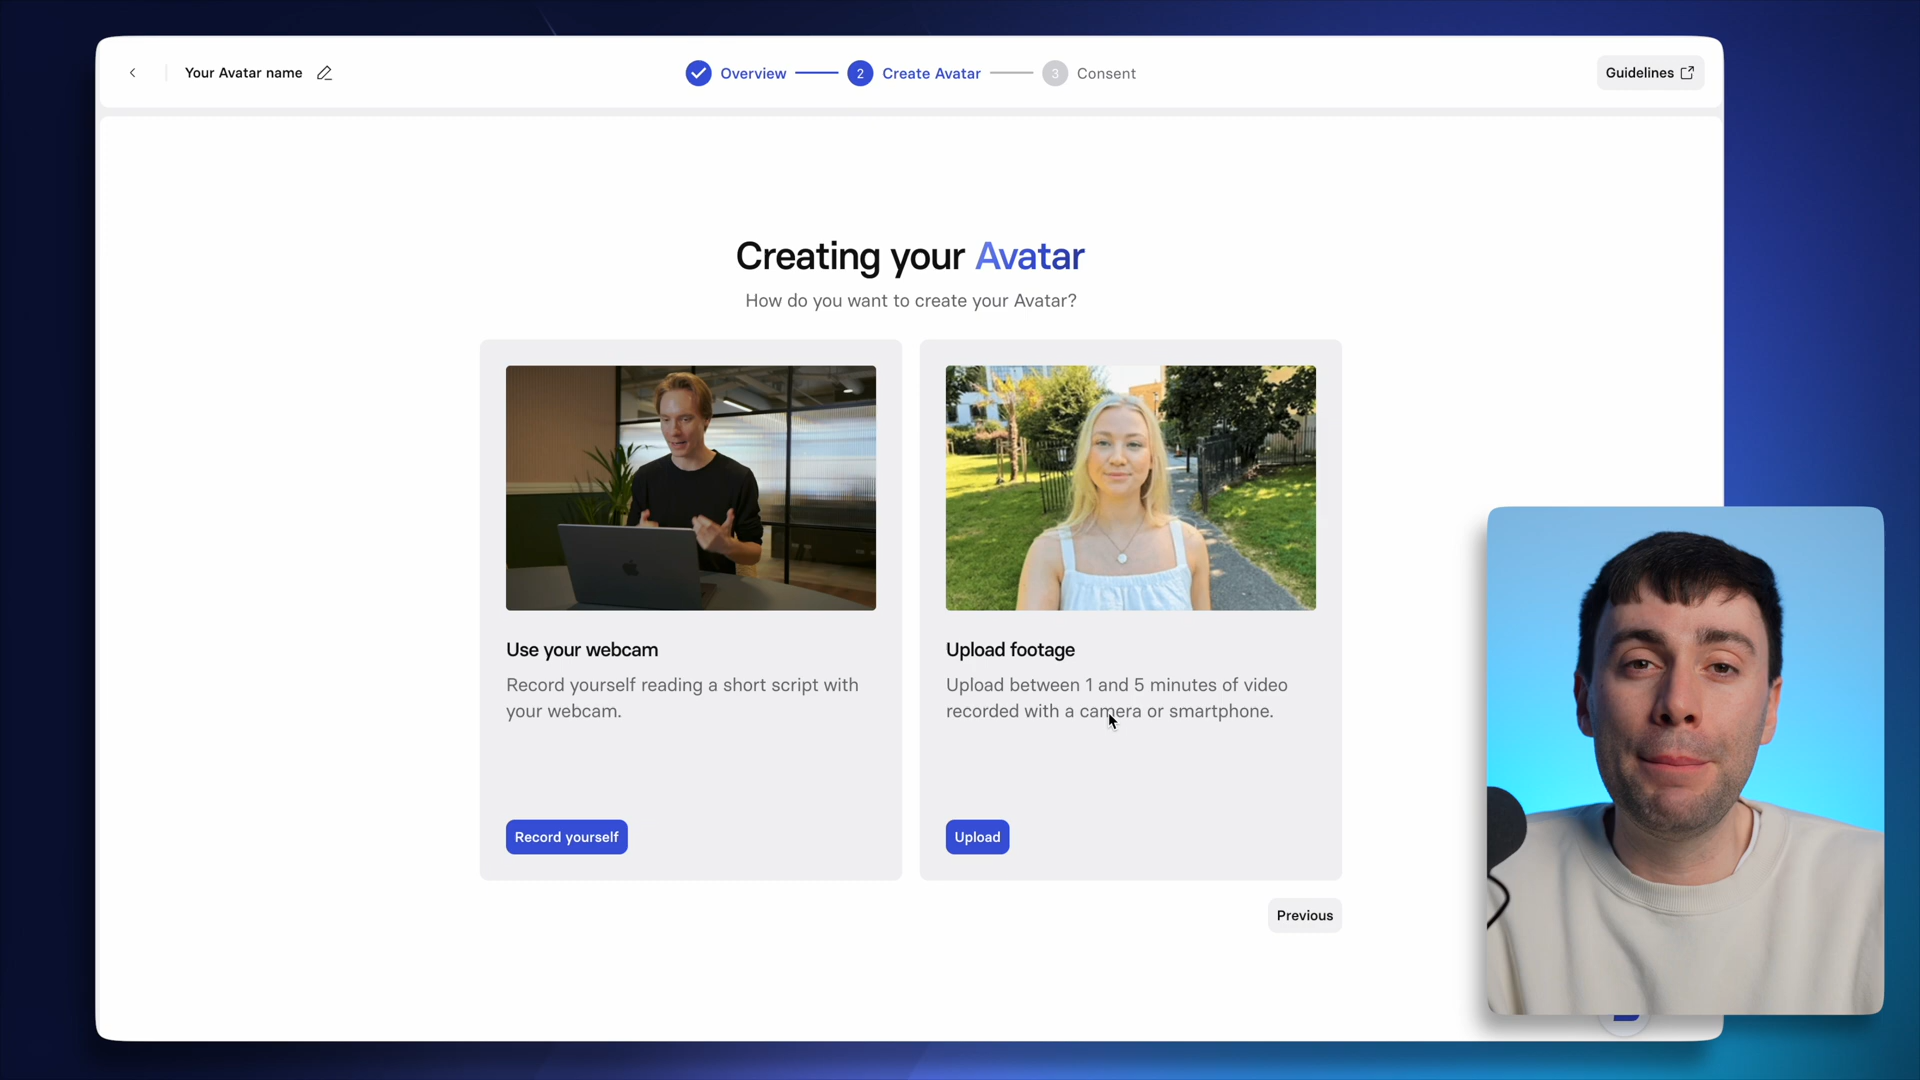 Your Avatar name
Overview
2
Create Avatar
3
Consent
Guidelines
Creating your Avatar
How do you want to create your Avatar?
Use your webcam
Record yourself reading a short script with
your webcam.
Record yourself
Upload footage
Upload between 1 and 5 minutes of video
recorded with a camera or smartphone.
Upload
Previous